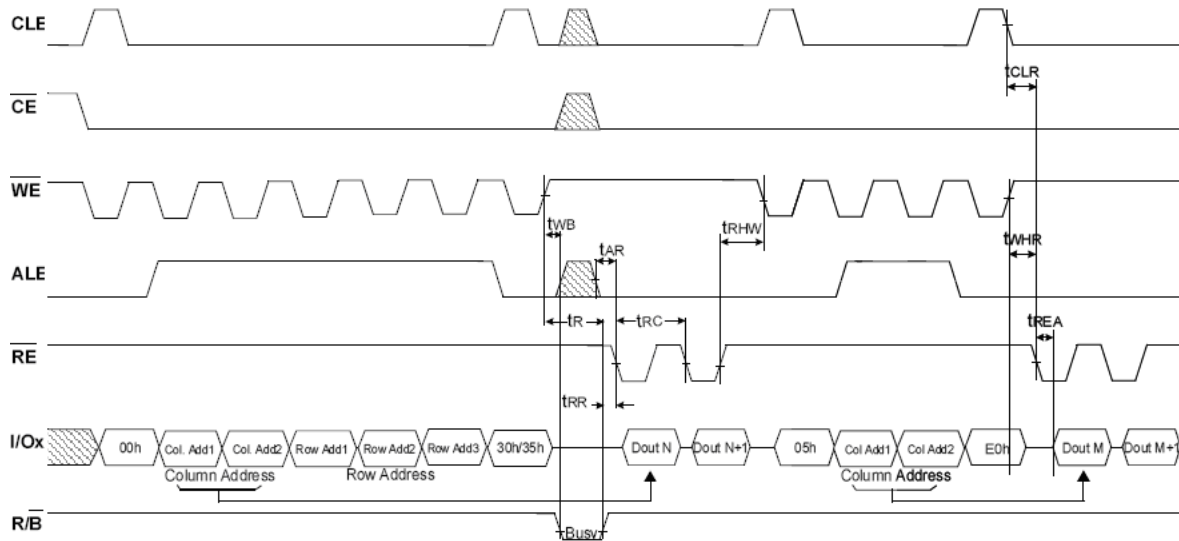 CLE
tCLR
CE
WE
tWB
tRHW
tWHR
tAR
ALE
tR
tRC
tREA
RE
tRR
I/Ox
00h
Col. Add1
Col. Add2
Row Add1
Row Add2
Row Add3
30h/35h
Dout N
Dout N+1
05h
Col Add1
Col Add2
E0h
Dout M
Dout M+1
Column Address
Row Address
Column Address
R/B
Busy